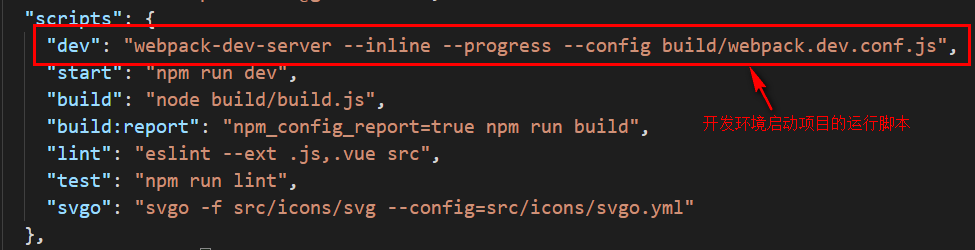 "scripts": {
"dev": "webpack-dev-server --inline --progress --config build/webpack.dev.conf.js",
"start": "npm run dev",
"build": "node build/build.js",
"build:report": "npm_config_report=true npm run build",
开发环境启动项目的运行脚本
"lint": "eslint --ext .js,.vue src",
"test": "npm run lint",
"svgo": "svgo -f src/icons/svg --config=src/icons/svgo.yml"
},